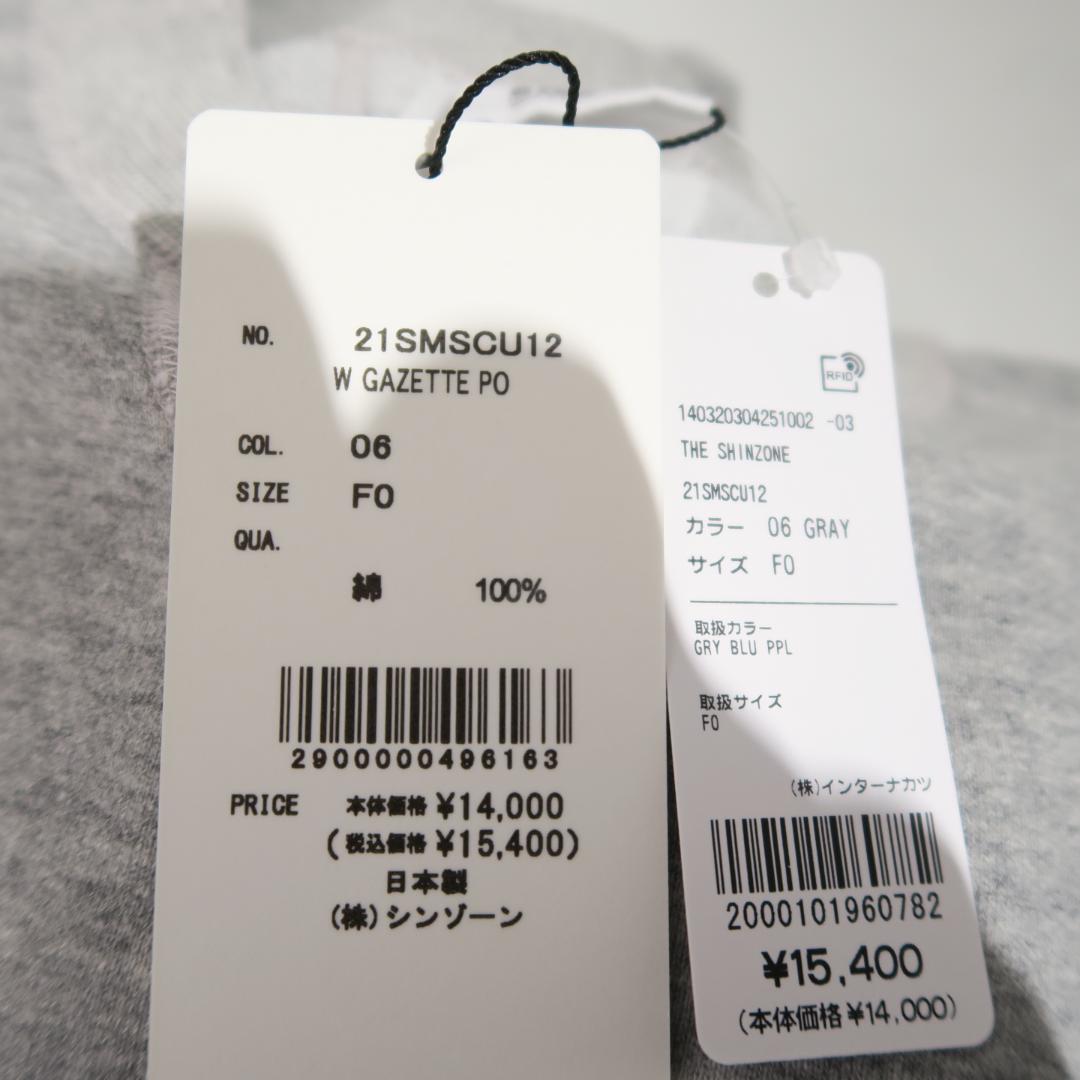 NO. 21SMSCU12
W GAZETTE PO
COL. 06
SIZE F0
QUA.
綿 100%
2900000496163
PRICE 本体価格 ¥14,000
(税込価格 ¥15,400)
日本製
(株)シンゾーン
RFID
140320304251002 -03
THE SHINZONE
21SMSCU12
カラー 06 GRAY
サイズ F0
取扱カラー
GRY BLU PPL
取扱サイズ
F0
(株)インターナカツ
2000101960782
¥15,400
(本体価格¥14,000)